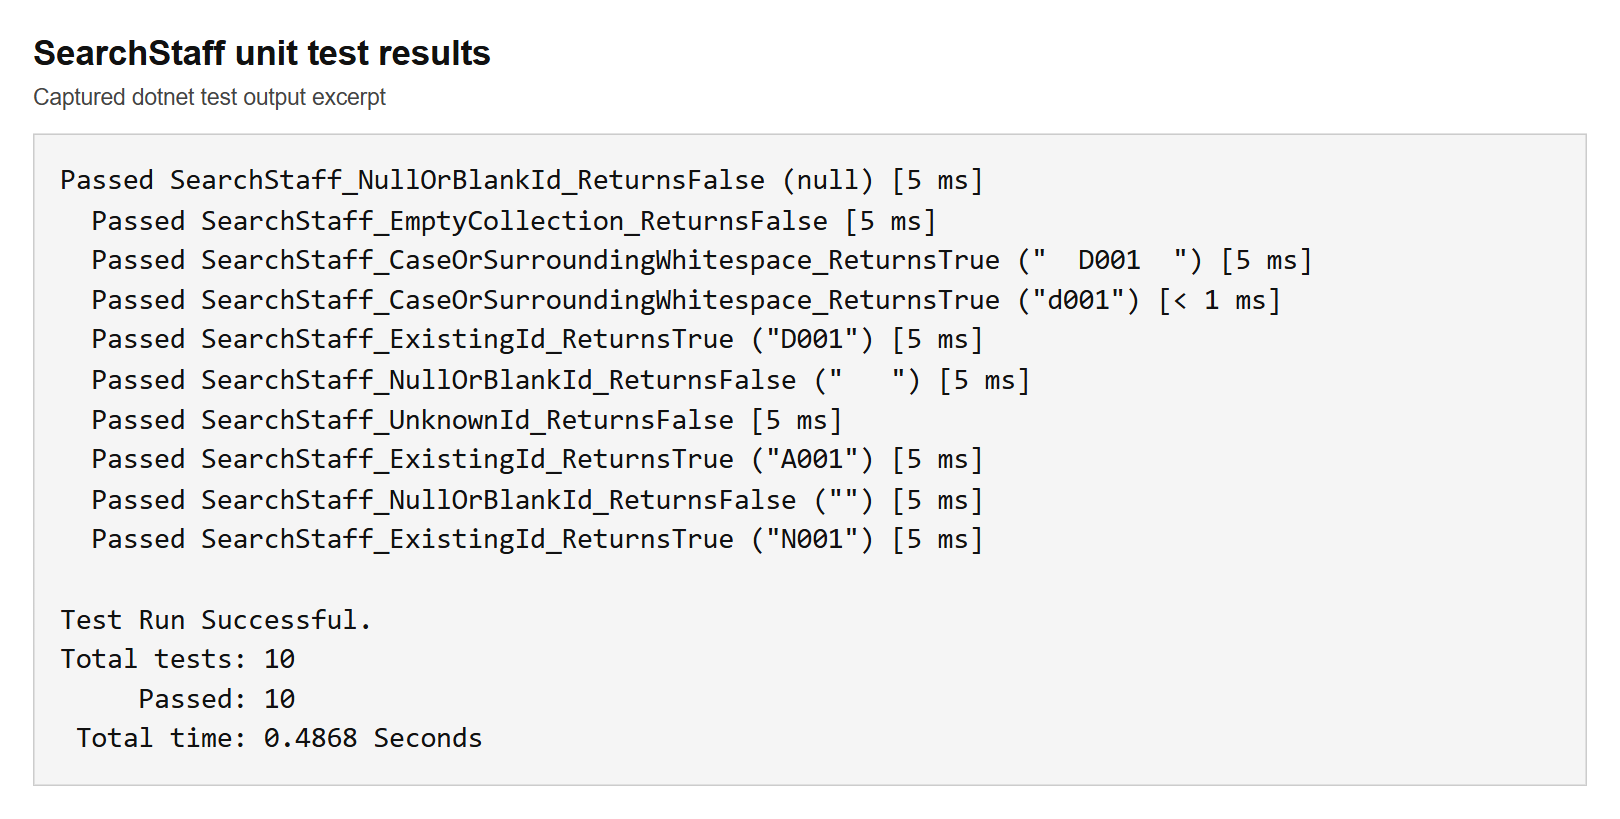 SearchStaff unit test results
Captured dotnet test output excerpt
Passed SearchStaff_NullOrBlankId_ReturnsFalse (null) [5 ms]
  Passed SearchStaff_EmptyCollection_ReturnsFalse [5 ms]
  Passed SearchStaff_CaseOrSurroundingWhitespace_ReturnsTrue ("  D001  ") [5 ms]
  Passed SearchStaff_CaseOrSurroundingWhitespace_ReturnsTrue ("d001") [< 1 ms]
  Passed SearchStaff_ExistingId_ReturnsTrue ("D001") [5 ms]
  Passed SearchStaff_NullOrBlankId_ReturnsFalse ("   ") [5 ms]
  Passed SearchStaff_UnknownId_ReturnsFalse [5 ms]
  Passed SearchStaff_ExistingId_ReturnsTrue ("A001") [5 ms]
  Passed SearchStaff_NullOrBlankId_ReturnsFalse ("") [5 ms]
  Passed SearchStaff_ExistingId_ReturnsTrue ("N001") [5 ms]

Test Run Successful.
Total tests: 10
     Passed: 10
 Total time: 0.4868 Seconds